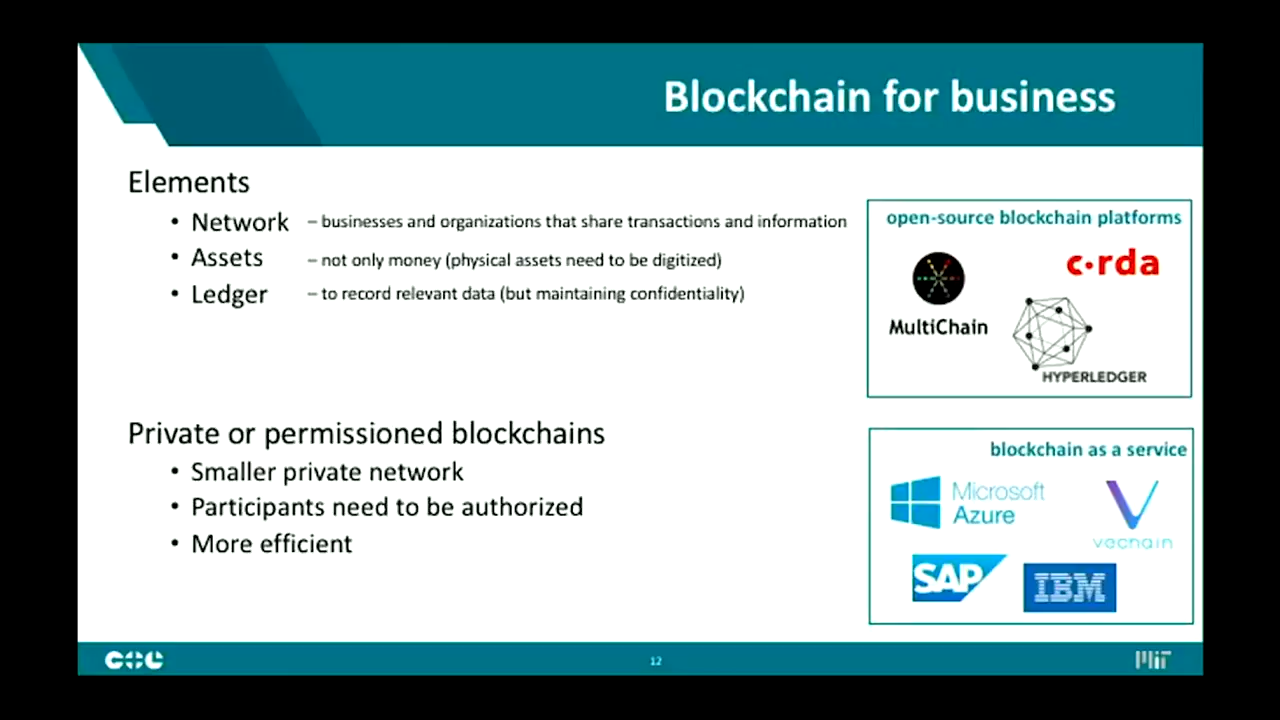 Blockchain for business
Elements
• Network – businesses and organizations that share transactions and information
• Assets – not only money (physical assets need to be digitized)
• Ledger – to record relevant data (but maintaining confidentiality)
open-source blockchain platforms
c·rda
MultiChain
HYPERLEDGER
Private or permissioned blockchains
• Smaller private network
• Participants need to be authorized
• More efficient
blockchain as a service
Microsoft
Azure
vechain
SAP
IBM
12
MIT